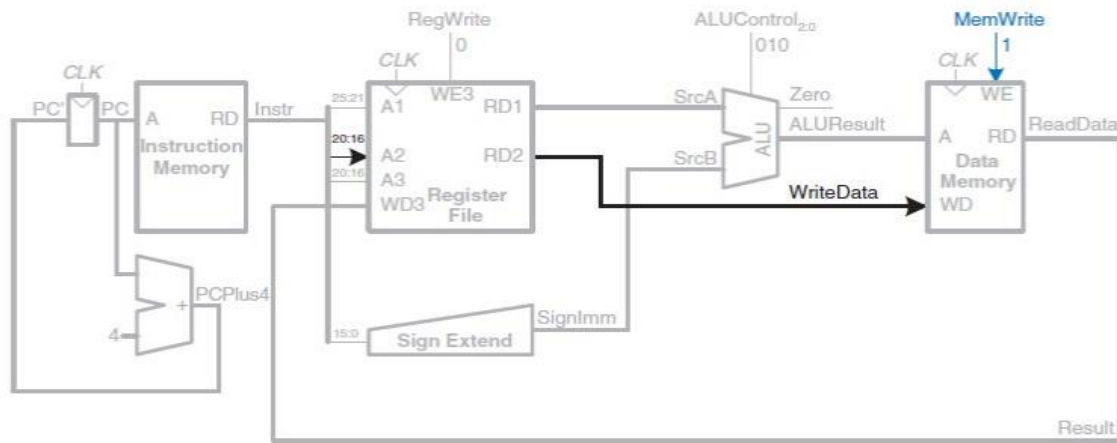 RegWrite
ALUControl2:0
MemWrite
0
010
1
CLK
CLK
CLK
PC'
PC
A
RD
Instr
Instruction
Memory
25:21
A1
WE3
RD1
20:16
A2
RD2
20:16
A3
WD3
Register
File
SrcA
SrcB
ALU
Zero
ALUResult
WriteData
WE
A
RD
ReadData
Data
Memory
WD
PCPlus4
+
4
15:0
Sign Extend
SignImm
Result